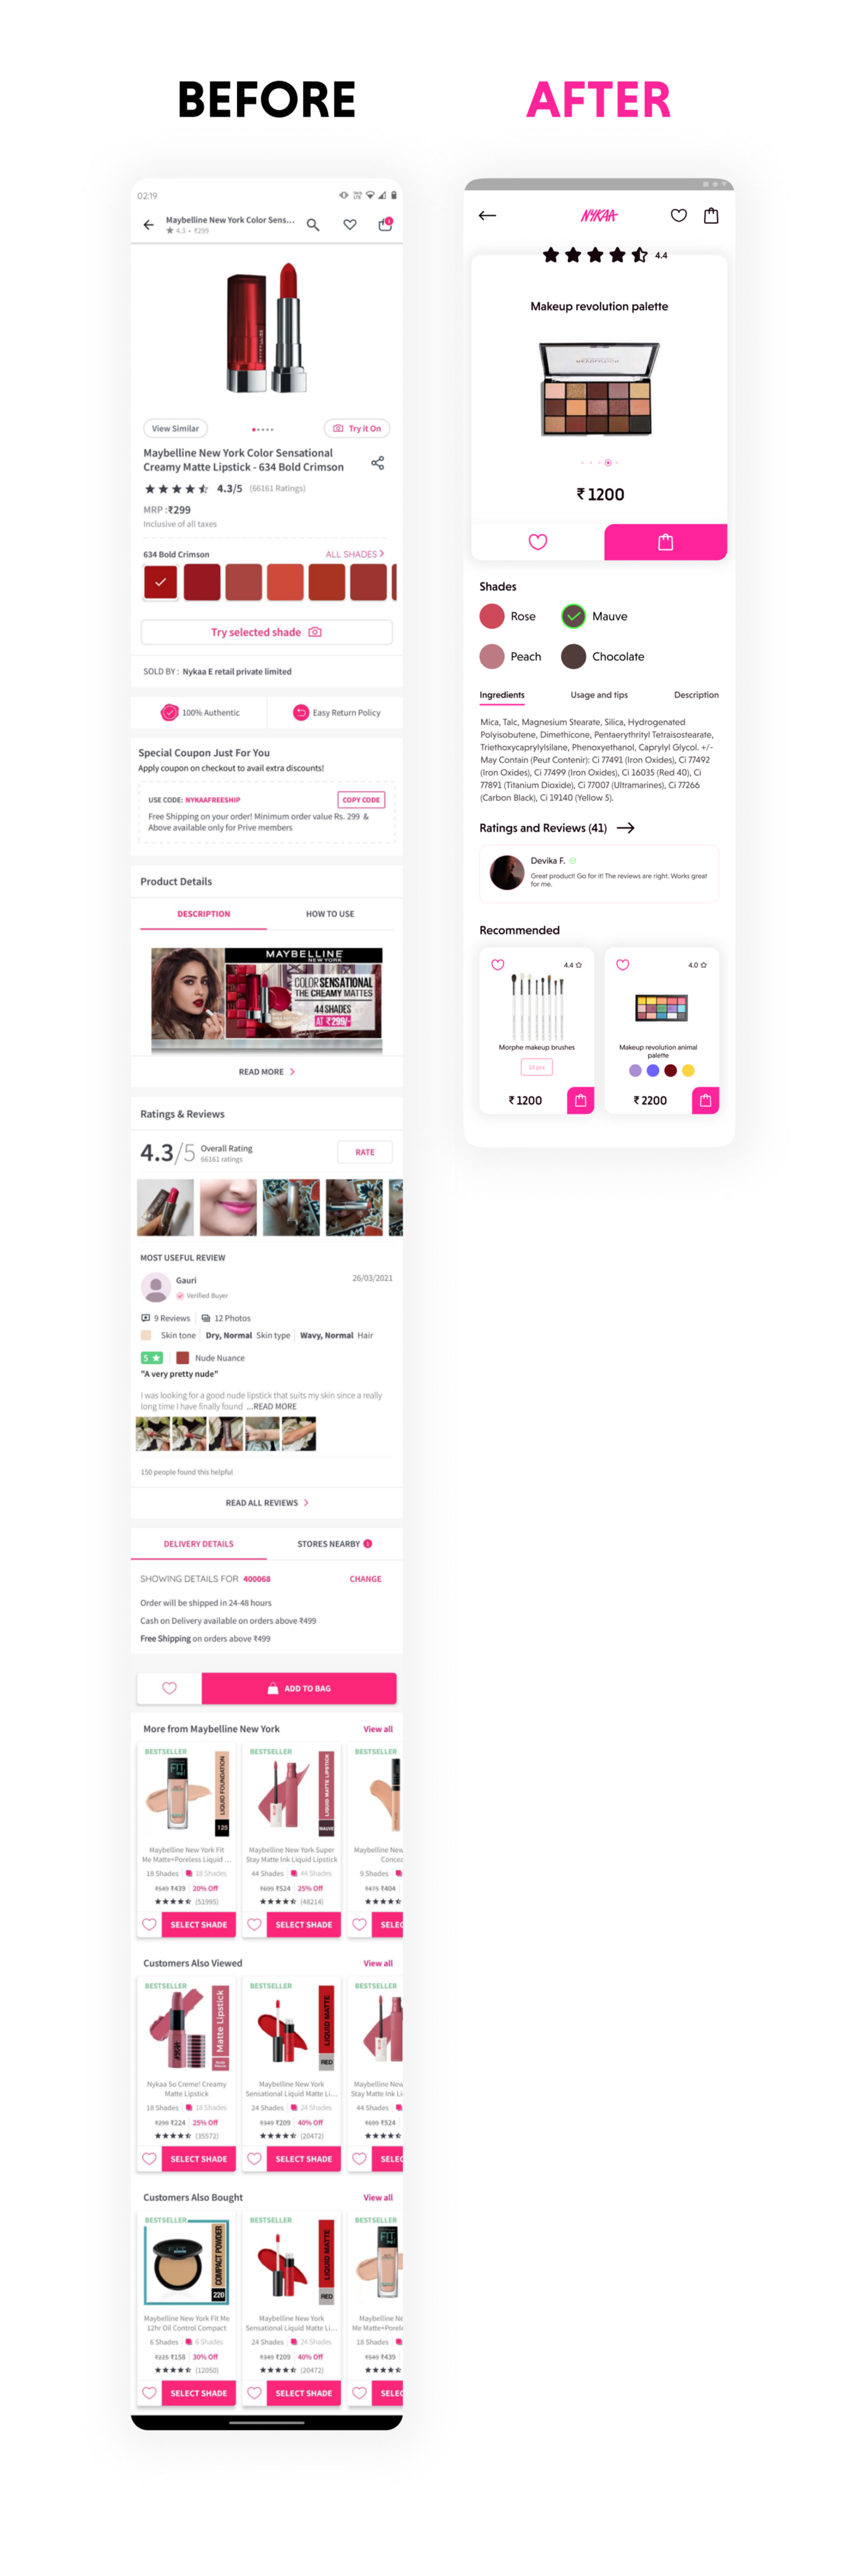 BEFORE
AFTER
02:19
Maybelline New York Color Sens...
★ 4.3 • ₹299
2
View Similar
Try it On
Maybelline New York Color Sensational
Creamy Matte Lipstick - 634 Bold Crimson
4.3/5 (66161 Ratings)
MRP :₹299
Inclusive of all taxes
634 Bold Crimson
ALL SHADES >
Try selected shade
SOLD BY : Nykaa E retail private limited
100% Authentic
Easy Return Policy
Special Coupon Just For You
Apply coupon on checkout to avail extra discounts!
USE CODE: NYKAAFREESHIP
COPY CODE
Free Shipping on your order! Minimum order value Rs. 299 &
Above available only for Prive members
Product Details
DESCRIPTION
HOW TO USE
MAYBELLINE
NEW YORK
COLOR SENSATIONAL
THE CREAMY MATTES
44 SHADES
AT ₹299/-
READ MORE >
Ratings & Reviews
4.3/5
Overall Rating
66161 ratings
RATE
MOST USEFUL REVIEW
Gauri
26/03/2021
Verified Buyer
9 Reviews
12 Photos
Skin tone
Dry, Normal Skin type
Wavy, Normal Hair
5 ★
Nude Nuance
"A very pretty nude"
I was looking for a good nude lipstick that suits my skin since a really
long time I have finally found ...READ MORE
150 people found this helpful
READ ALL REVIEWS >
DELIVERY DETAILS
STORES NEARBY
SHOWING DETAILS FOR 400068
CHANGE
Order will be shipped in 24-48 hours
Cash on Delivery available on orders above ₹499
Free Shipping on orders above ₹499
ADD TO BAG
More from Maybelline New York
View all
BESTSELLER
FIT
LIQUID FOUNDATION
125
Maybelline New York Fit
Me Matte+Poreless Liquid ...
18 Shades 18 Shades
₹549 ₹439 20% Off
(51995)
SELECT SHADE
BESTSELLER
LIQUID MATTE LIPSTICK
MAUVE
Maybelline New York Super
Stay Matte Ink Liquid Lipstick
44 Shades 44 Shades
₹699 ₹524 25% Off
(48214)
SELECT SHADE
BESTSELLER
Maybelline New
Concea
9 Shades
₹475 ₹404
SELEC
Customers Also Viewed
View all
BESTSELLER
Matte Lipstick
Nykaa So Creme! Creamy
Matte Lipstick
18 Shades 18 Shades
₹299 ₹224 25% Off
(35572)
SELECT SHADE
BESTSELLER
LIQUID MATTE
RED
Maybelline New York
Sensational Liquid Matte Li...
24 Shades 24 Shades
₹349 ₹209 40% Off
(20472)
SELECT SHADE
BESTSELLER
Maybelline New
Stay Matte Ink Li
44 Shades
₹699 ₹524
SELEC
Customers Also Bought
View all
BESTSELLER
FIT
COMPACT POWDER
220
Maybelline New York Fit Me
12hr Oil Control Compact
6 Shades 6 Shades
₹225 ₹158 30% Off
(12050)
SELECT SHADE
BESTSELLER
LIQUID MATTE
RED
Maybelline New York
Sensational Liquid Matte Li...
24 Shades 24 Shades
₹349 ₹209 40% Off
(20472)
SELECT SHADE
BESTSELLER
FIT
Maybelline Ne
Me Matte+Porel
18 Shades
₹549 ₹439
SELEC
NYKAA
4.4
Makeup revolution palette
REVOLUTION
₹ 1200
Shades
Rose
Mauve
Peach
Chocolate
Ingredients
Usage and tips
Description
Mica, Talc, Magnesium Stearate, Silica, Hydrogenated
Polyisobutene, Dimethicone, Pentaerythrityl Tetraisostearate,
Triethoxycaprylylsilane, Phenoxyethanol, Caprylyl Glycol. +/-
May Contain (Peut Contenir): Ci 77491 (Iron Oxides), Ci 77492
(Iron Oxides), Ci 77499 (Iron Oxides), Ci 16035 (Red 40), Ci
77891 (Titanium Dioxide), Ci 77007 (Ultramarines), Ci 77266
(Carbon Black), Ci 19140 (Yellow 5).
Ratings and Reviews (41)
Devika F.
Great product! Go for it! The reviews are right. Works great
for me.
Recommended
4.4
Morphe makeup brushes
₹ 1200
4.0
Makeup revolution animal
palette
₹ 2200